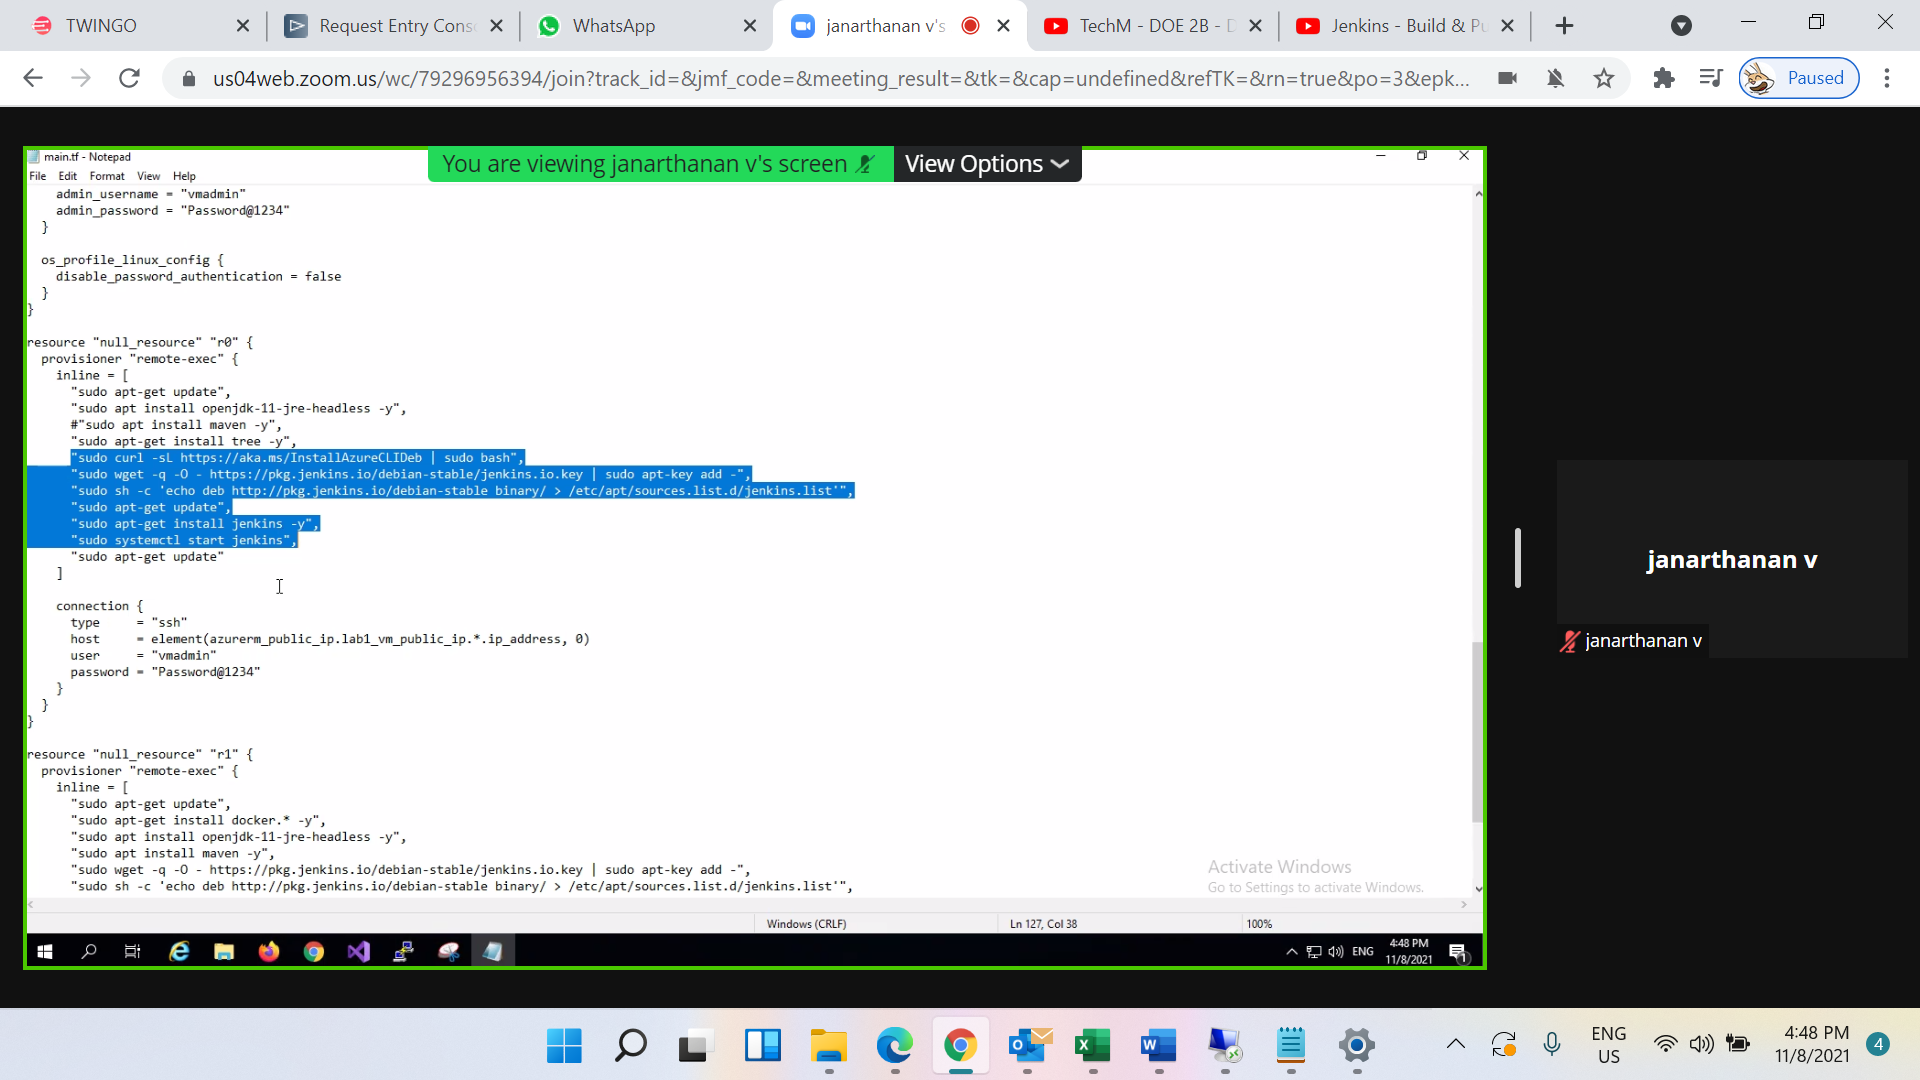 TWINGO
Request Entry Cons
WhatsApp
janarthanan v's
TechM - DOE 2B - D
Jenkins - Build & Pu
us04web.zoom.us/wc/79296956394/join?track_id=&jmf_code=&meeting_result=&tk=&cap=undefined&refTK=&rn=true&po=3&epk...
Paused
main.tf - Notepad
You are viewing janarthanan v's screen
View Options
File Edit Format View Help
admin_username = "vmadmin"
admin_password = "Password@1234"
}
os_profile_linux_config {
disable_password_authentication = false
}
}
resource "null_resource" "r0" {
provisioner "remote-exec" {
inline = [
"sudo apt-get update",
"sudo apt install openjdk-11-jre-headless -y",
#"sudo apt install maven -y",
"sudo apt-get install tree -y",
"sudo curl -sL https://aka.ms/InstallAzureCLIDeb | sudo bash",
"sudo wget -q -O - https://pkg.jenkins.io/debian-stable/jenkins.io.key | sudo apt-key add -",
"sudo sh -c 'echo deb http://pkg.jenkins.io/debian-stable binary/ > /etc/apt/sources.list.d/jenkins.list'",
"sudo apt-get update",
"sudo apt-get install jenkins -y",
"sudo systemctl start jenkins",
"sudo apt-get update"
]
connection {
type = "ssh"
host = element(azurerm_public_ip.lab1_vm_public_ip.*.ip_address, 0)
user = "vmadmin"
password = "Password@1234"
}
}
}
resource "null_resource" "r1" {
provisioner "remote-exec" {
inline = [
"sudo apt-get update",
"sudo apt-get install docker.* -y",
"sudo apt install openjdk-11-jre-headless -y",
"sudo apt install maven -y",
"sudo wget -q -O - https://pkg.jenkins.io/debian-stable/jenkins.io.key | sudo apt-key add -",
"sudo sh -c 'echo deb http://pkg.jenkins.io/debian-stable binary/ > /etc/apt/sources.list.d/jenkins.list'",
Activate Windows
Go to Settings to activate Windows.
Windows (CRLF)
Ln 127, Col 38
100%
ENG
4:48 PM
11/8/2021
1
janarthanan v
janarthanan v
ENG
US
4:48 PM
11/8/2021
4